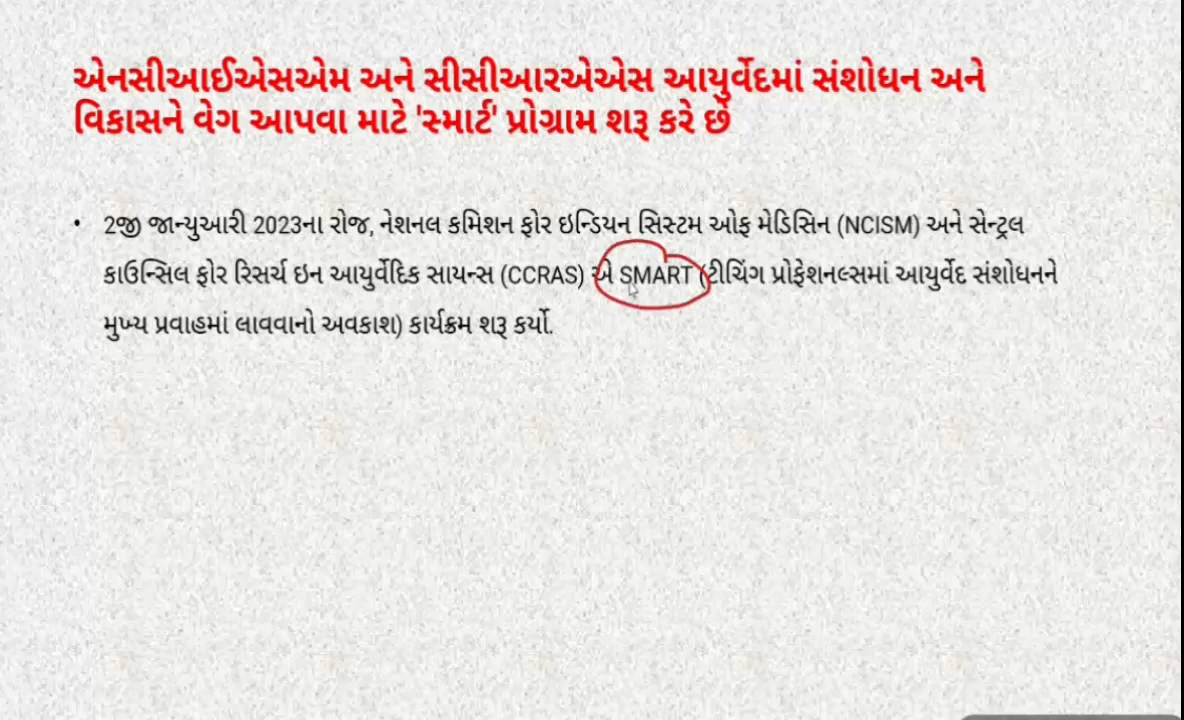 એનસીઆઈએસએમ અને સીસીઆરએએસ આયુર્વેદમાં સંશોધન અને
વિકાસને વેગ આપવા માટે 'સ્માર્ટ' પ્રોગ્રામ શરૂ કરે છે
• 2જી જાન્યુઆરી 2023ના રોજ, નેશનલ કમિશન ફોર ઇન્ડિયન સિસ્ટમ ઓફ મેડિસિન (NCISM) અને સેન્ટ્રલ
કાઉન્સિલ ફોર રિસર્ચ ઇન આયુર્વેદિક સાયન્સ (CCRAS) એ SMART (ટીચિંગ પ્રોફેશનલ્સમાં આયુર્વેદ સંશોધનને
મુખ્ય પ્રવાહમાં લાવવાનો અવકાશ) કાર્યક્રમ શરૂ કર્યો.